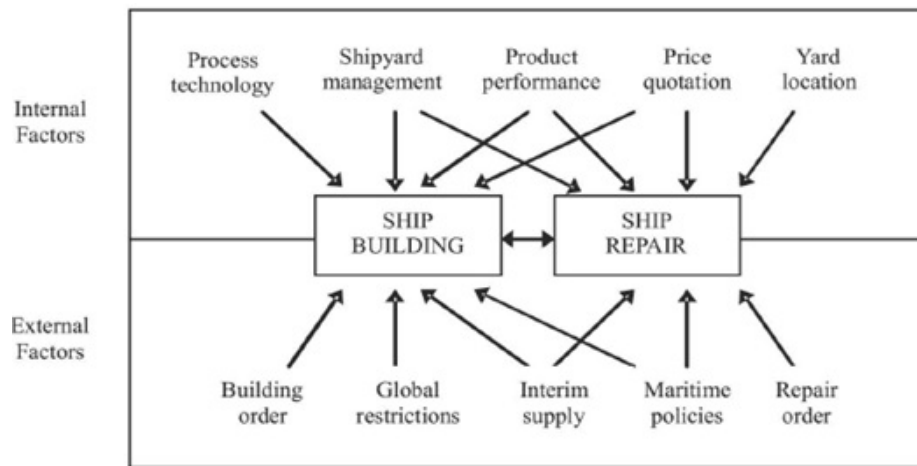 Process
technology
Shipyard
management
Product
performance
Price
quotation
Yard
location
Internal
Factors
SHIP
BUILDING
SHIP
REPAIR
External
Factors
Building
order
Global
restrictions
Interim
supply
Maritime
policies
Repair
order